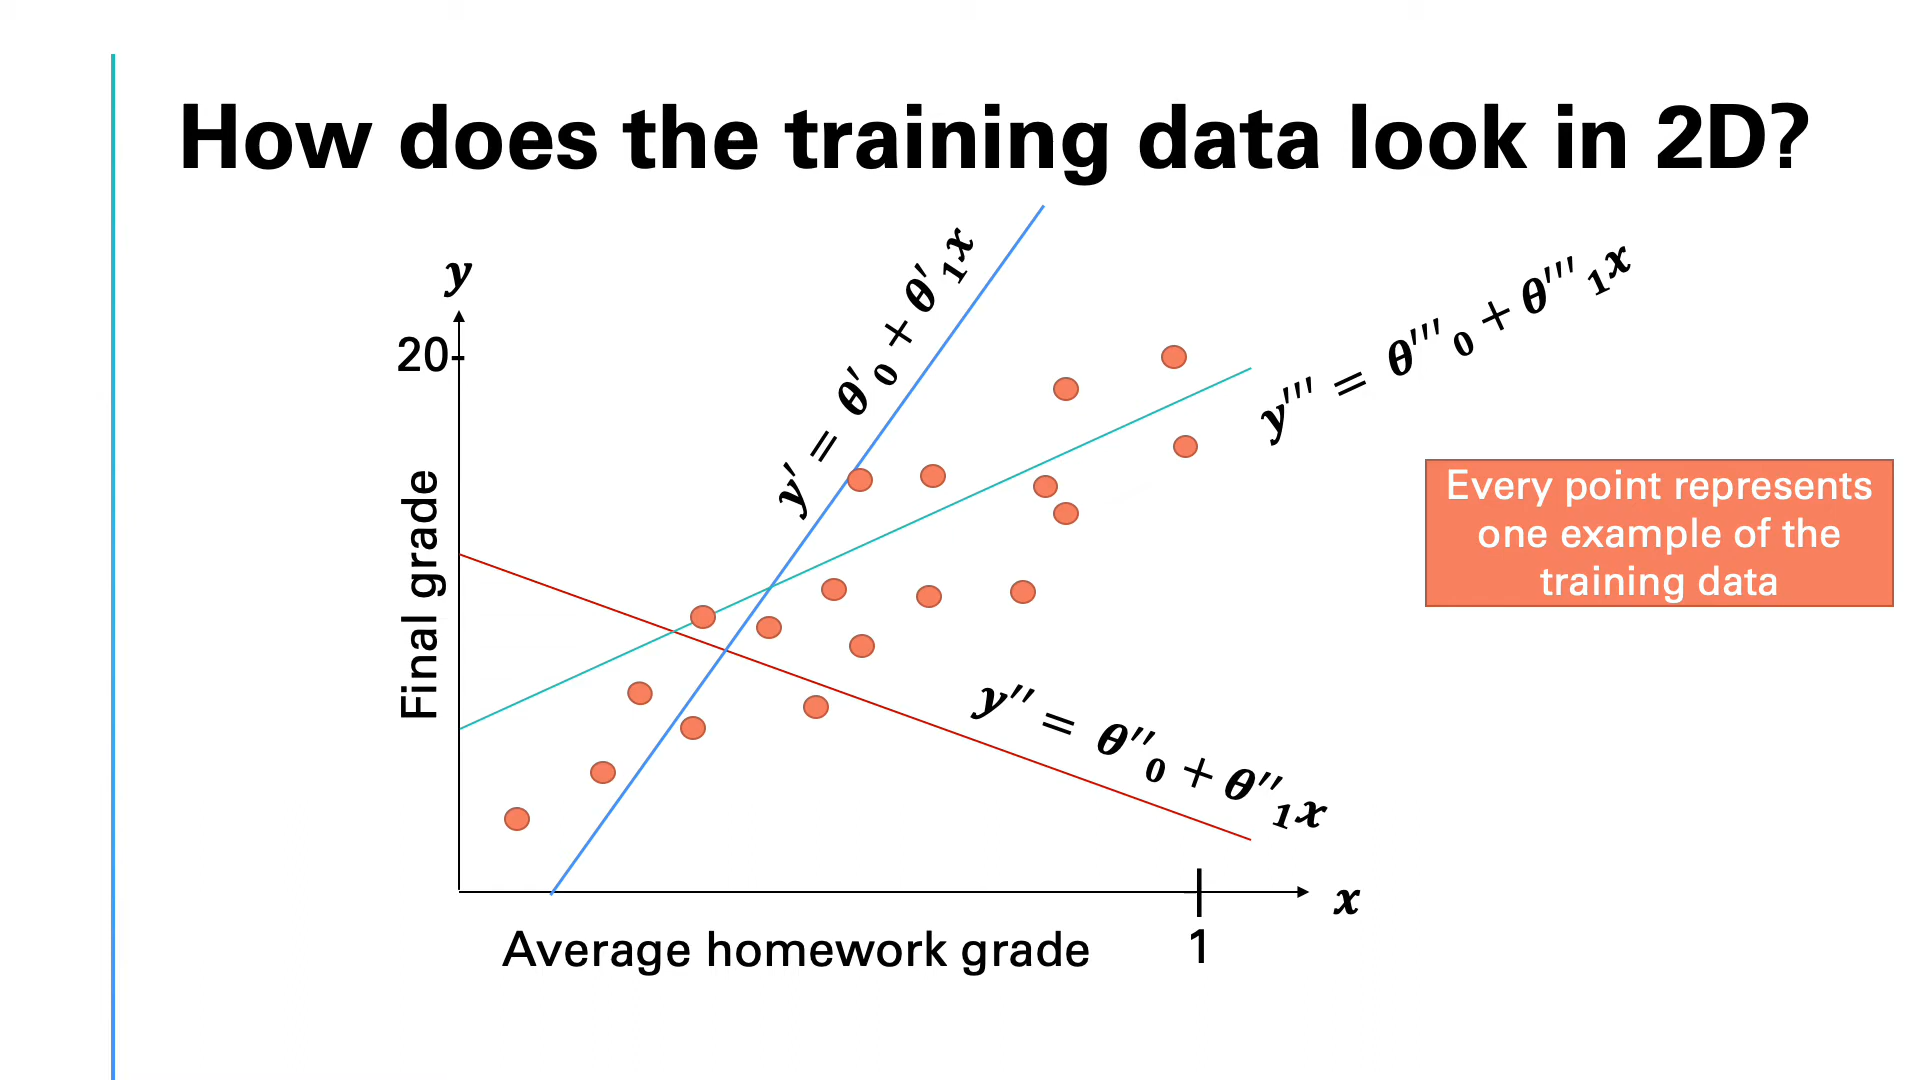 How does the training data look in 2D?
y
20
Final grade
y′ = θ′₀ + θ′₁x
y′′′ = θ′′′₀ + θ′′′₁x
Every point represents
one example of the
training data
y′′ = θ′′₀ + θ′′₁x
x
1
Average homework grade